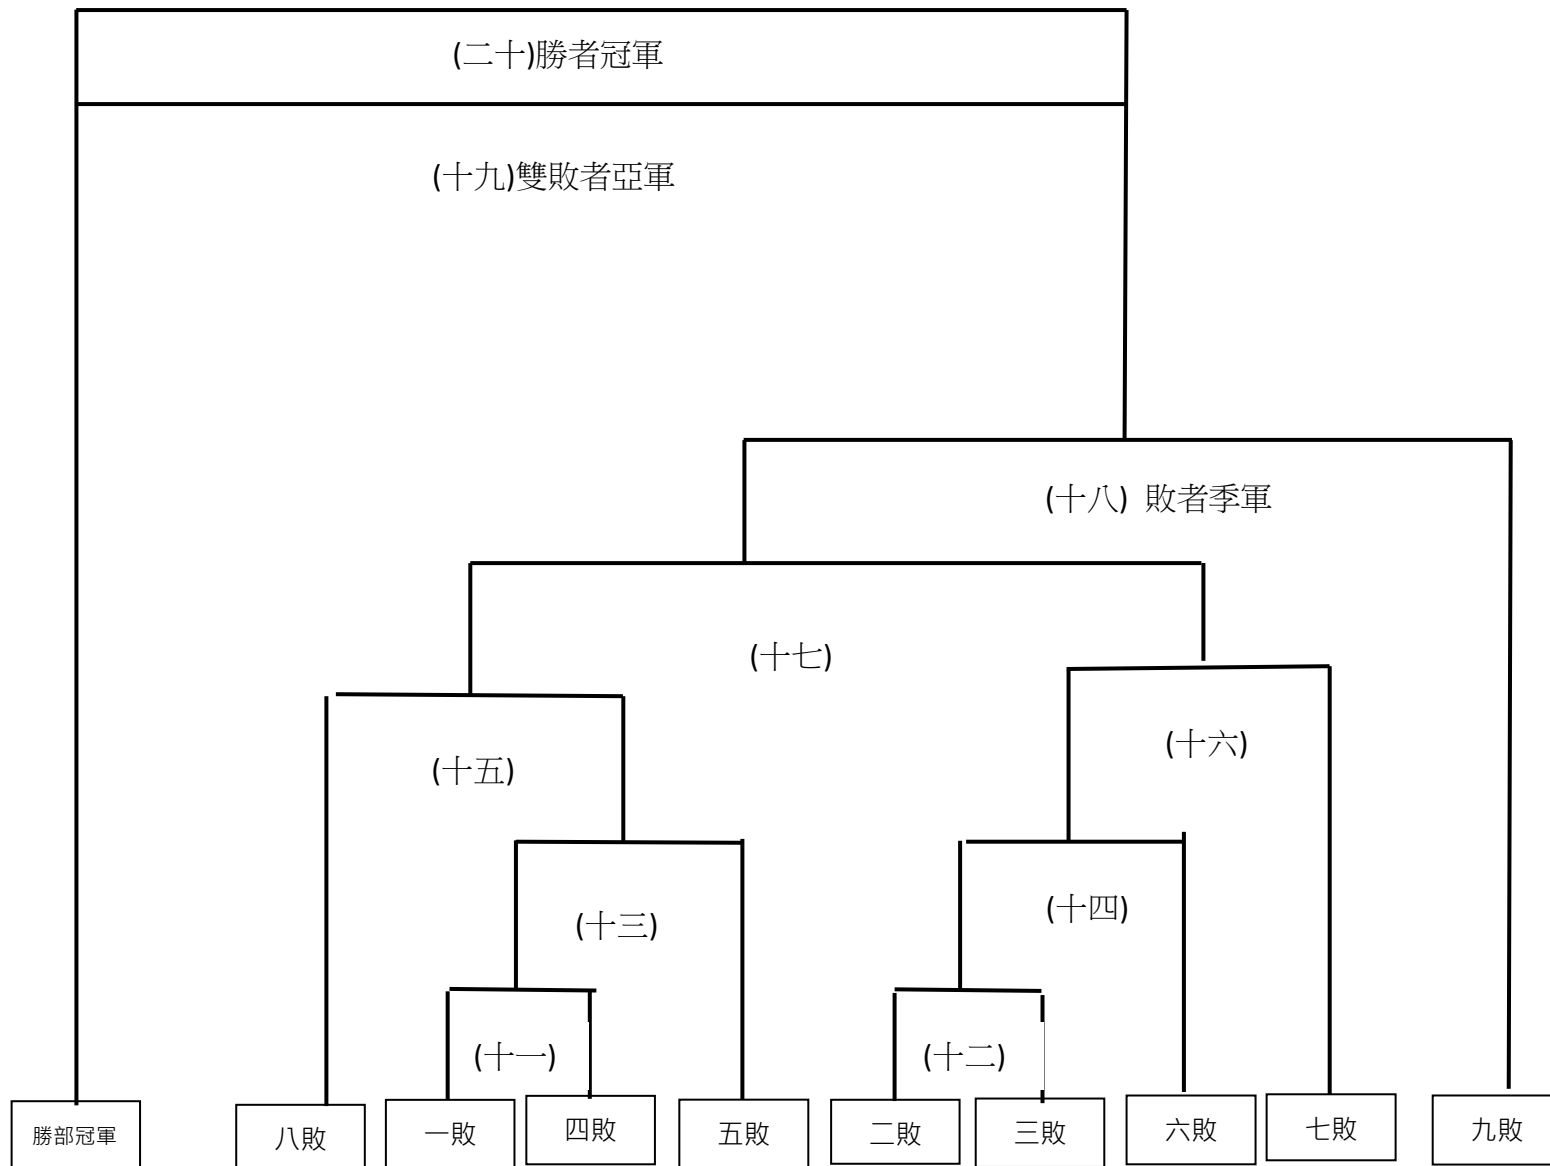 (二十)勝者冠軍
(十九)雙敗者亞軍
(十八) 敗者季軍
(十七)
(十六)
(十五)
(十四)
(十三)
(十一)
(十二)
勝部冠軍
八敗
一敗
四敗
五敗
二敗
三敗
六敗
七敗
九敗